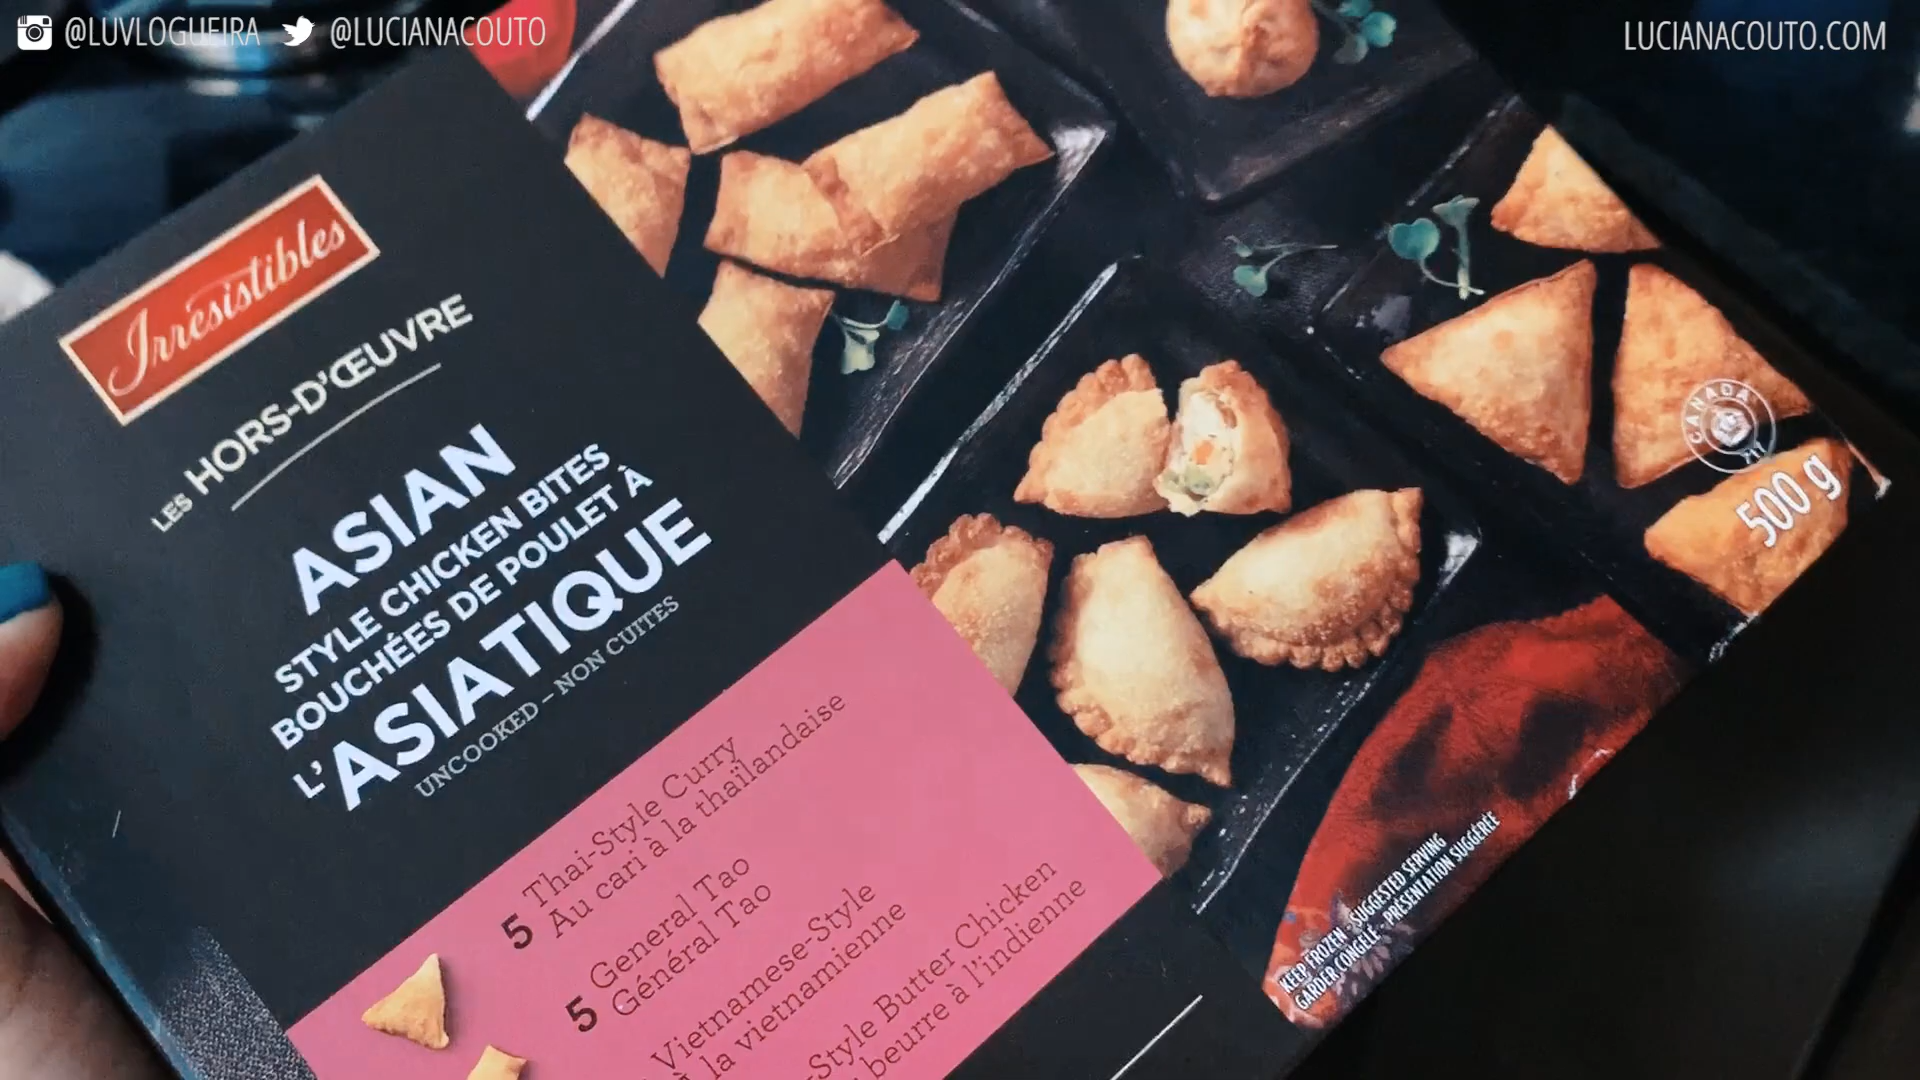 @LUVLOGUEIRA @LUCIANACOUTO
LUCIANACOUTO.COM
Irresistibles
LES HORS-D'ŒUVRE
ASIAN
STYLE CHICKEN BITES
BOUCHÉES DE POULET À
L'ASIATIQUE
UNCOOKED – NON CUITES
5 Thai-Style Curry
Au cari à la thaïlandaise
5 General Tao
Général Tao
Vietnamese-Style
à la vietnamienne
-Style Butter Chicken
beurre à l'indienne
CANADA
500 g
KEEP FROZEN - SUGGESTED SERVING
GARDER CONGELÉ - PRÉSENTATION SUGGÉRÉE